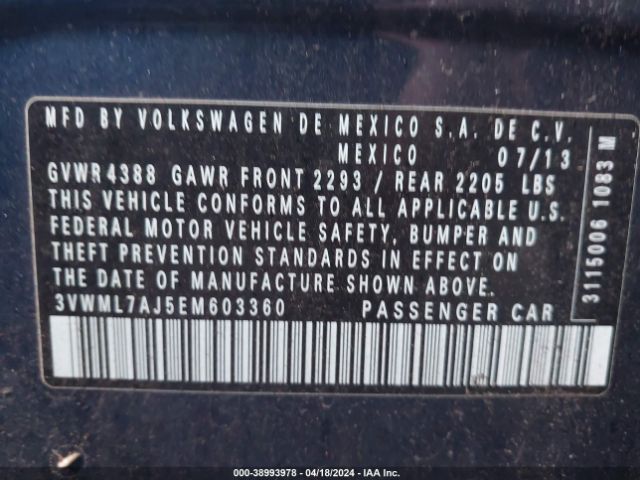 MFD BY VOLKSWAGEN DE MEXICO S.A. DE C.V.
MEXICO 07/13
GVWR 4388 GAWR FRONT 2293 / REAR 2205 LBS
THIS VEHICLE CONFORMS TO ALL APPLICABLE U.S.
FEDERAL MOTOR VEHICLE SAFETY, BUMPER AND
THEFT PREVENTION STANDARDS IN EFFECT ON
THE DATE OF MANUFACTURE SHOWN ABOVE.
3VWML7AJ5EM603360 PASSENGER CAR
3115006 1083 M
000-38993978 - 04/18/2024 - IAAI.COM